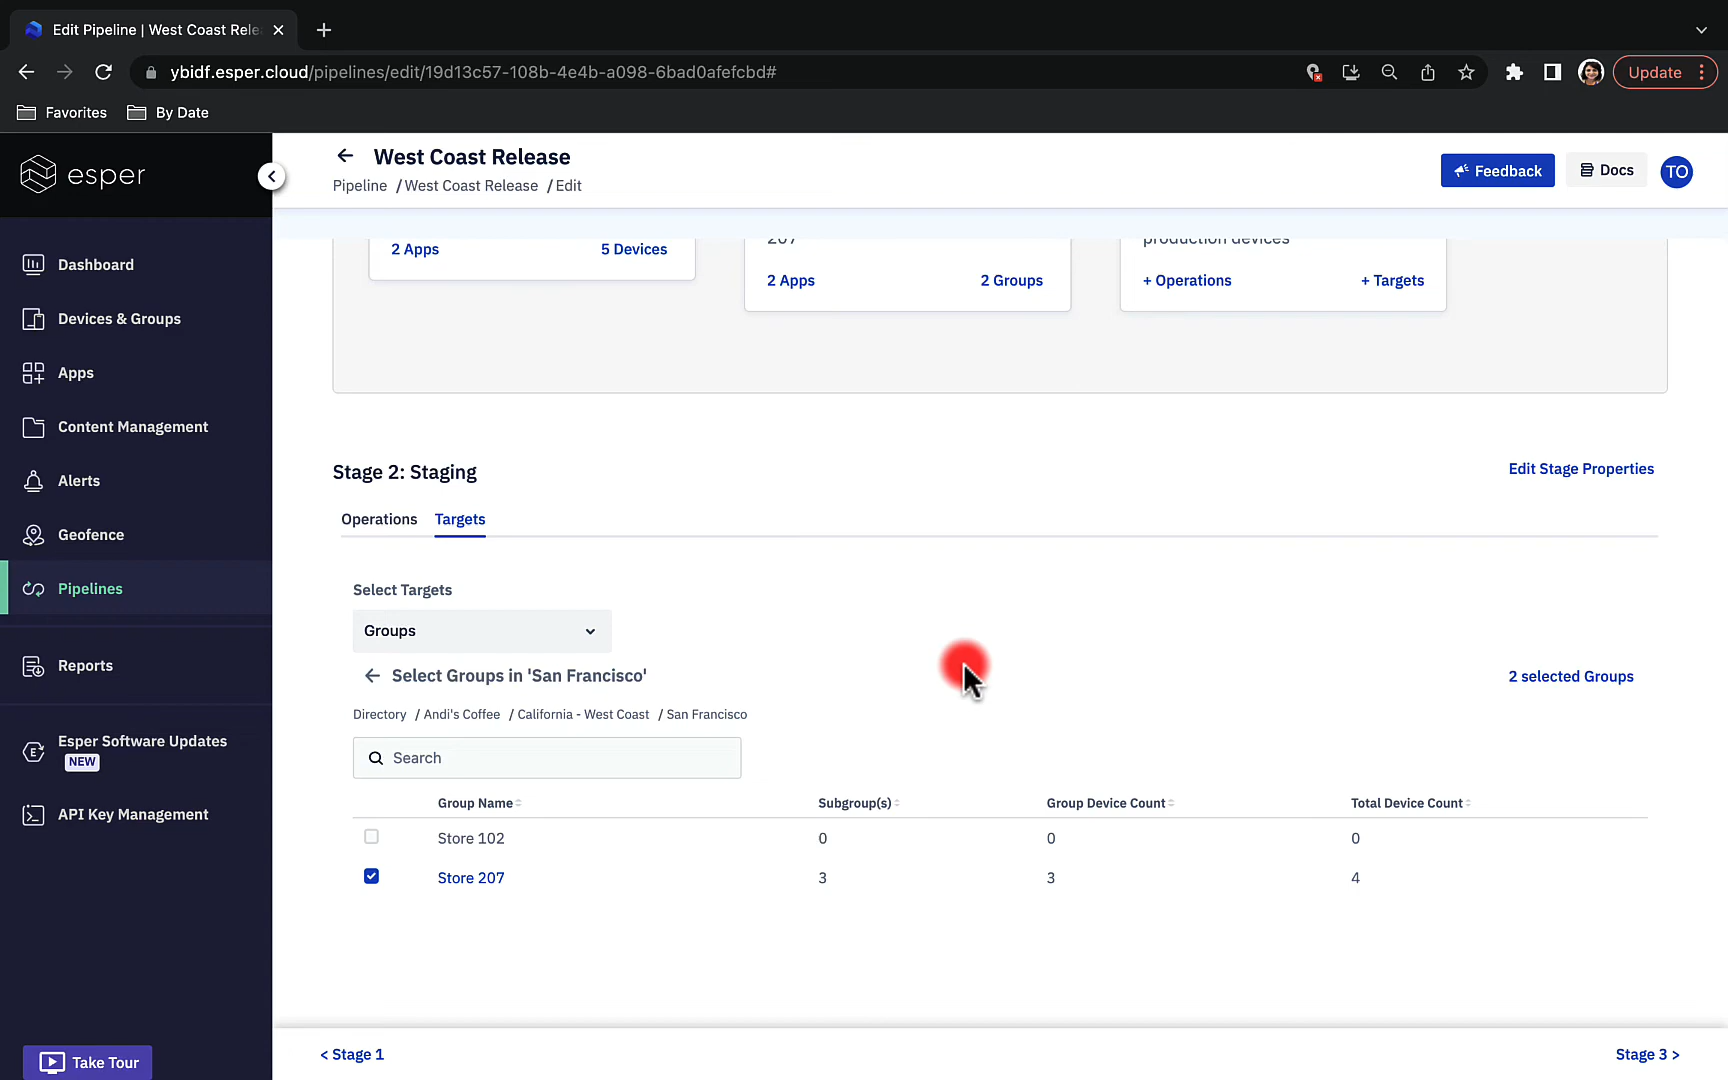 Edit Pipeline | West Coast Rele
ybidf.esper.cloud/pipelines/edit/19d13c57-108b-4e4b-a098-6bad0afefcbd#
Update
Favorites
By Date
esper
West Coast Release
Pipeline / West Coast Release / Edit
Feedback
Docs
TO
Dashboard
Devices & Groups
Apps
Content Management
Alerts
Geofence
Pipelines
Reports
Esper Software Updates
NEW
API Key Management
Take Tour
2 Apps 5 Devices
207
2 Apps 2 Groups
production devices
+ Operations + Targets
Stage 2: Staging
Edit Stage Properties
Operations Targets
Select Targets
Groups
Select Groups in 'San Francisco'
2 selected Groups
Directory / Andi's Coffee / California - West Coast / San Francisco
Search
Group Name Subgroup(s) Group Device Count Total Device Count
Store 102 0 0 0
Store 207 3 3 4
< Stage 1
Stage 3 >